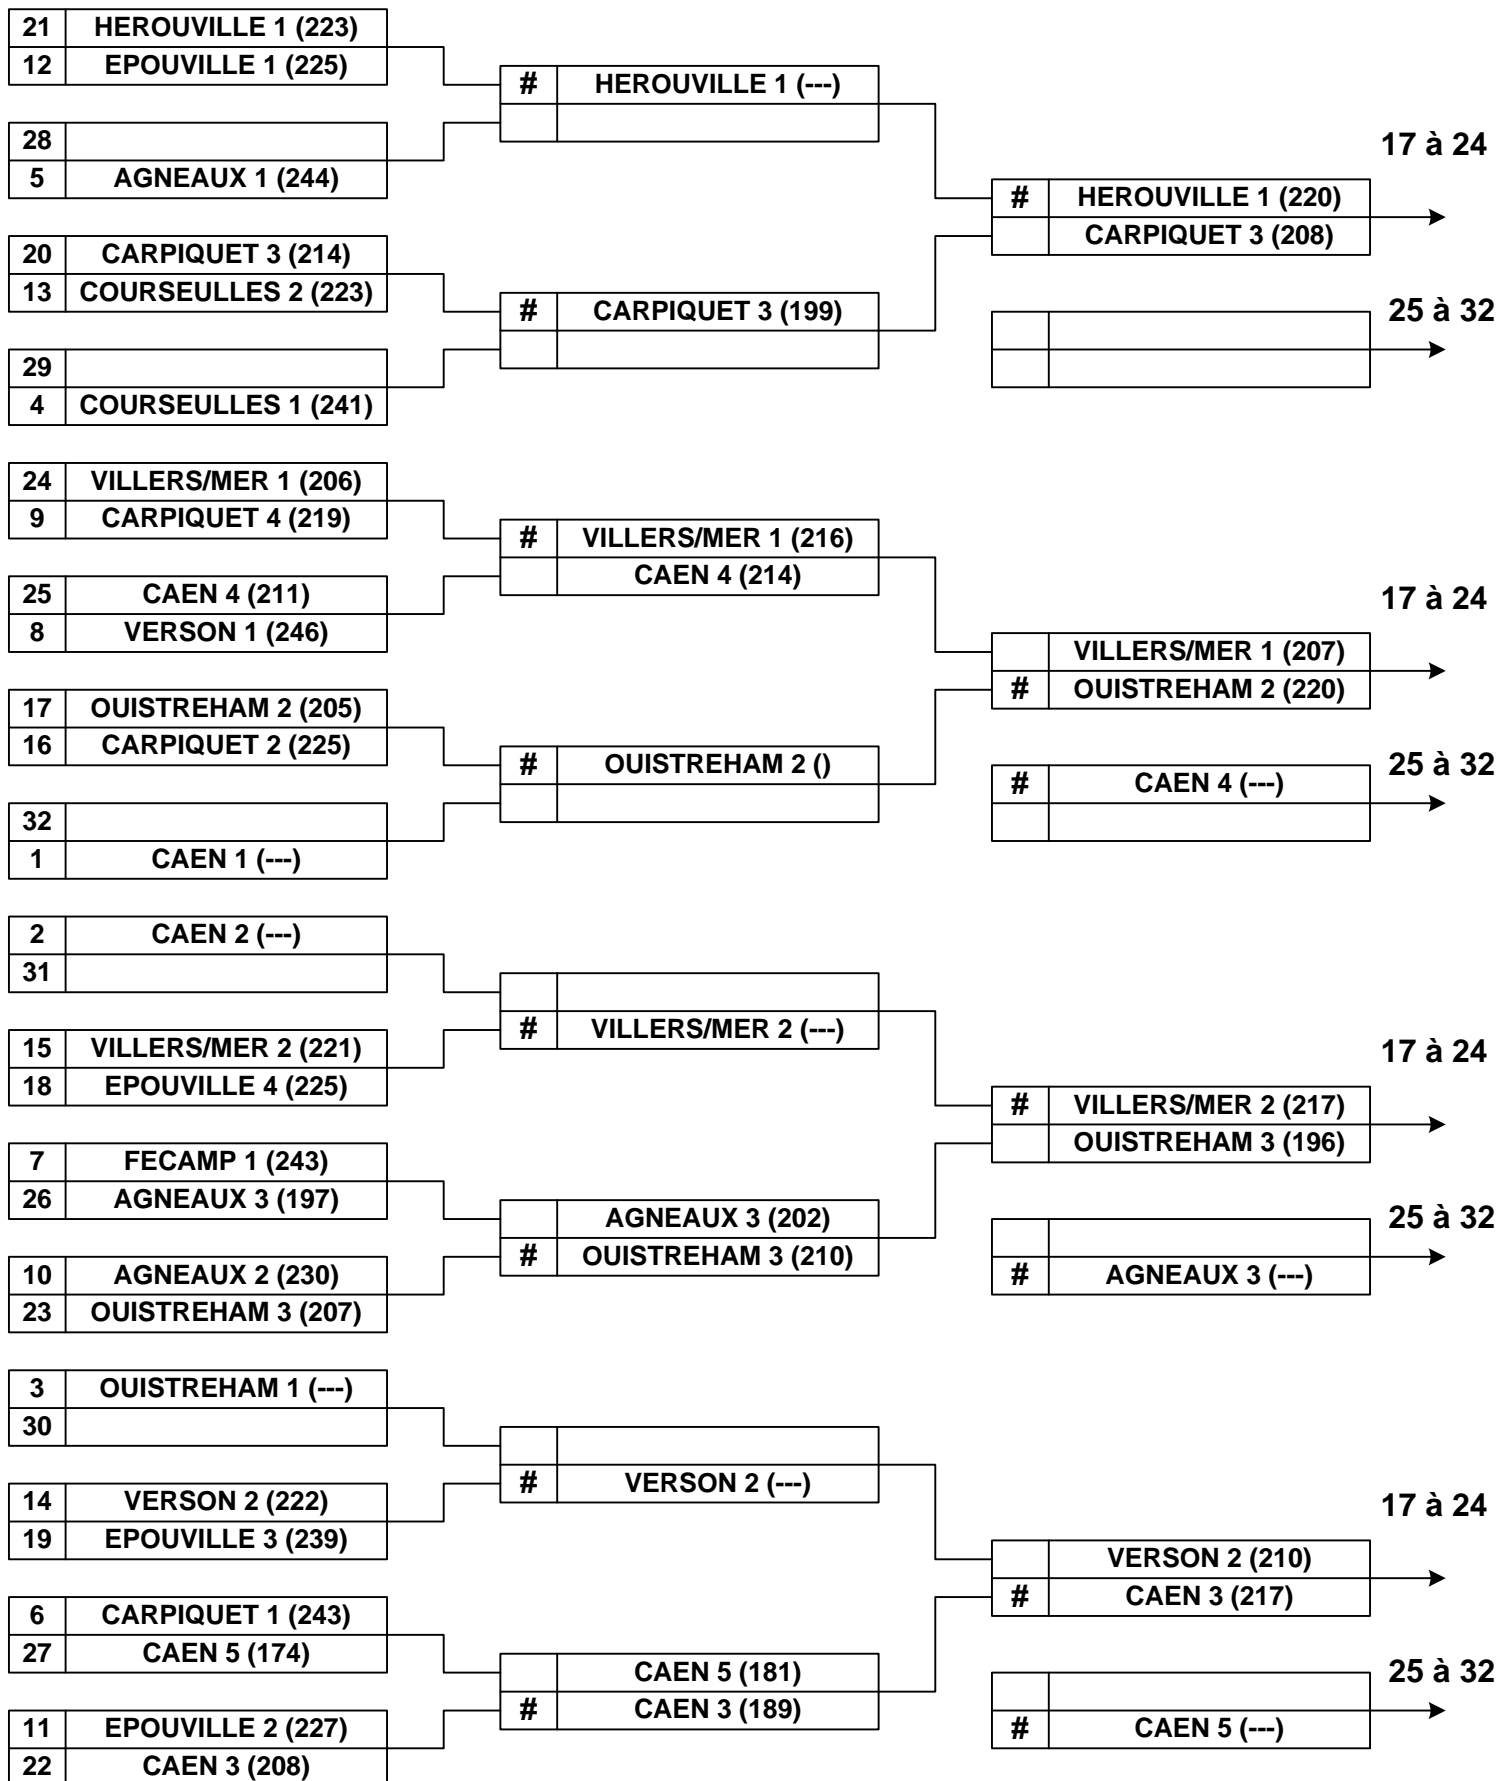 21 HEROUVILLE 1 (223)
12 EPOUVILLE 1 (225)
# HEROUVILLE 1 (---)
28
5 AGNEAUX 1 (244)
17 à 24
# HEROUVILLE 1 (220)
CARPIQUET 3 (208)
20 CARPIQUET 3 (214)
13 COURSEULLES 2 (223)
# CARPIQUET 3 (199)
25 à 32
29
4 COURSEULLES 1 (241)
24 VILLERS/MER 1 (206)
9 CARPIQUET 4 (219)
# VILLERS/MER 1 (216)
CAEN 4 (214)
25 CAEN 4 (211)
8 VERSON 1 (246)
17 à 24
VILLERS/MER 1 (207)
# OUISTREHAM 2 (220)
17 OUISTREHAM 2 (205)
16 CARPIQUET 2 (225)
# OUISTREHAM 2 ()
25 à 32
# CAEN 4 (---)
32
1 CAEN 1 (---)
2 CAEN 2 (---)
31
# VILLERS/MER 2 (---)
15 VILLERS/MER 2 (221)
18 EPOUVILLE 4 (225)
17 à 24
# VILLERS/MER 2 (217)
OUISTREHAM 3 (196)
7 FECAMP 1 (243)
26 AGNEAUX 3 (197)
AGNEAUX 3 (202)
# OUISTREHAM 3 (210)
25 à 32
# AGNEAUX 3 (---)
10 AGNEAUX 2 (230)
23 OUISTREHAM 3 (207)
3 OUISTREHAM 1 (---)
30
# VERSON 2 (---)
14 VERSON 2 (222)
19 EPOUVILLE 3 (239)
17 à 24
VERSON 2 (210)
# CAEN 3 (217)
6 CARPIQUET 1 (243)
27 CAEN 5 (174)
CAEN 5 (181)
# CAEN 3 (189)
25 à 32
# CAEN 5 (---)
11 EPOUVILLE 2 (227)
22 CAEN 3 (208)